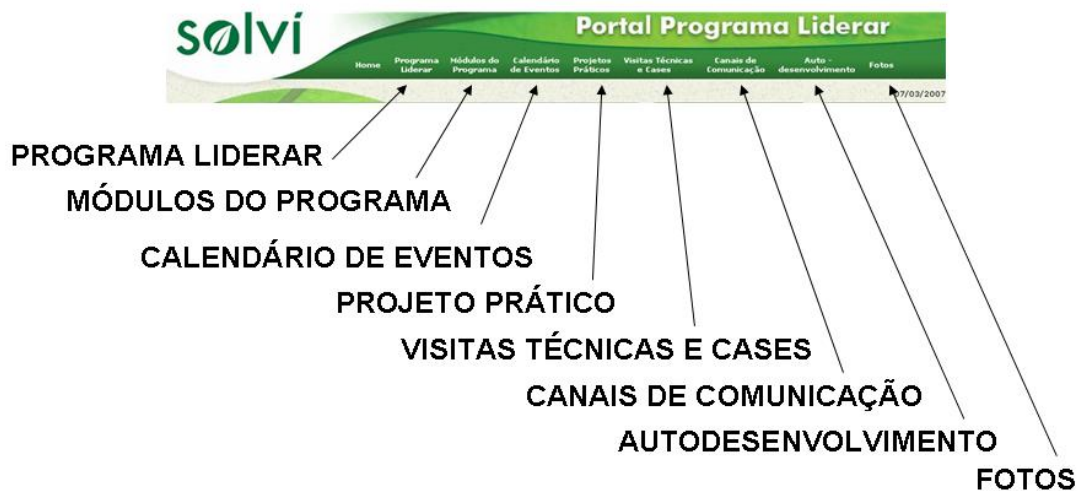 solví
Portal Programa Liderar
Home Programa Liderar Módulos do Programa Calendário de Eventos Projetos Práticos Visitas Técnicas e Cases Canais de Comunicação Auto - desenvolvimento Fotos
07/03/2007
PROGRAMA LIDERAR
MÓDULOS DO PROGRAMA
CALENDÁRIO DE EVENTOS
PROJETO PRÁTICO
VISITAS TÉCNICAS E CASES
CANAIS DE COMUNICAÇÃO
AUTODESENVOLVIMENTO
FOTOS